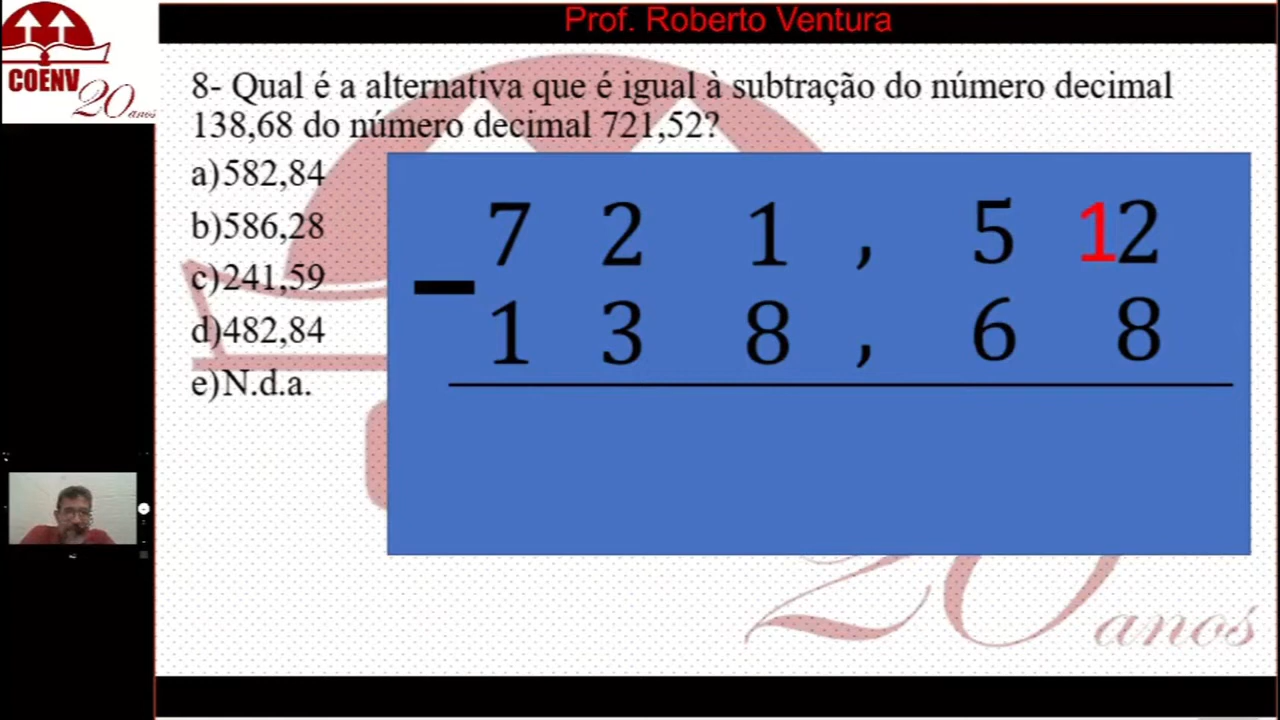 Prof. Roberto Ventura
COENV
20 anos
8- Qual é a alternativa que é igual à subtração do número decimal
138,68 do número decimal 721,52?
a)582,84
b)586,28
c)241,59
d)482,84
e)N.d.a.
7 2 1 , 5 12
−
1 3 8 , 6 8
20 anos